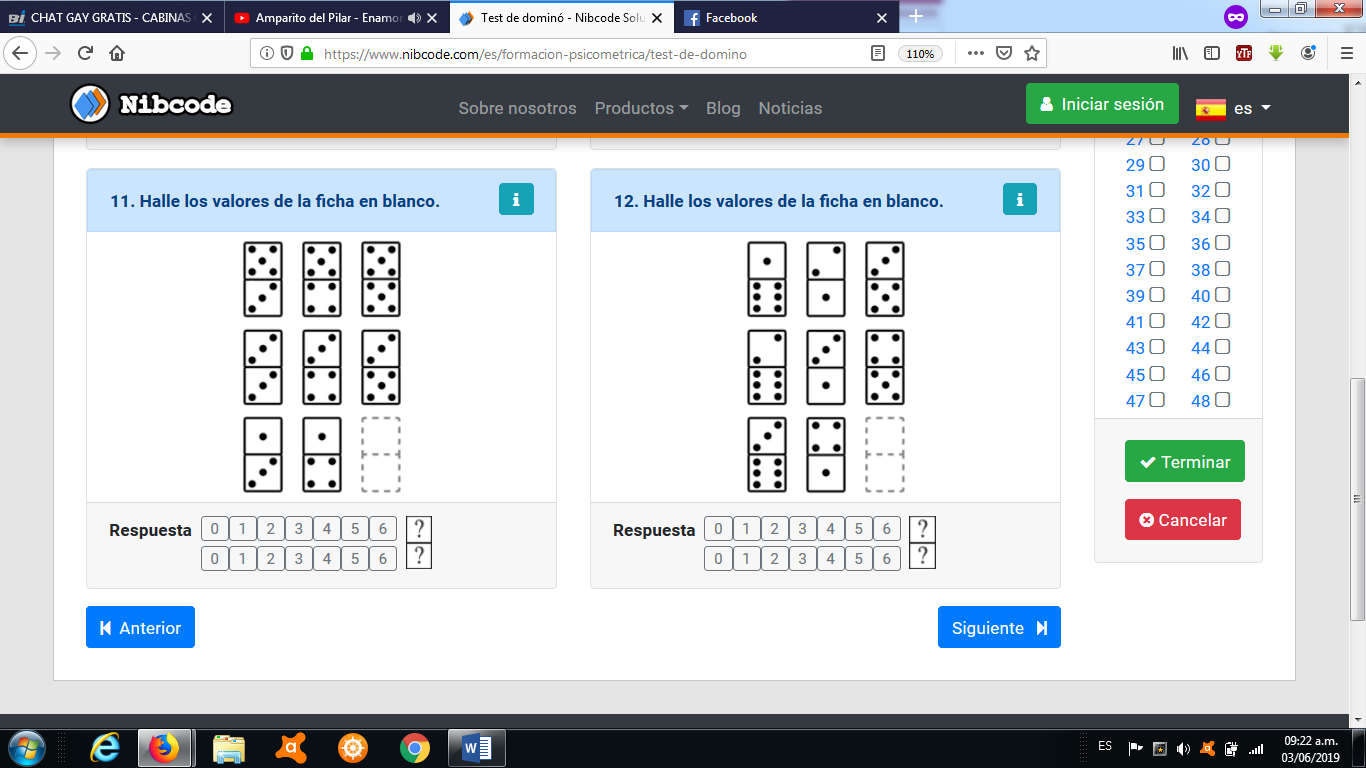 CHAT GAY GRATIS - CABINAS
Amparito del Pilar - Enamor
Test de dominó - Nibcode Solu
Facebook
https://www.nibcode.com/es/formacion-psicometrica/test-de-domino
110%
Nibcode
Sobre nosotros
Productos
Blog
Noticias
Iniciar sesión
es
11. Halle los valores de la ficha en blanco.
i
Respuesta
0 1 2 3 4 5 6 ?
0 1 2 3 4 5 6 ?
12. Halle los valores de la ficha en blanco.
i
Respuesta
0 1 2 3 4 5 6 ?
0 1 2 3 4 5 6 ?
Anterior
Siguiente
27 28
29 30
31 32
33 34
35 36
37 38
39 40
41 42
43 44
45 46
47 48
Terminar
Cancelar
ES
09:22 a.m.
03/06/2019